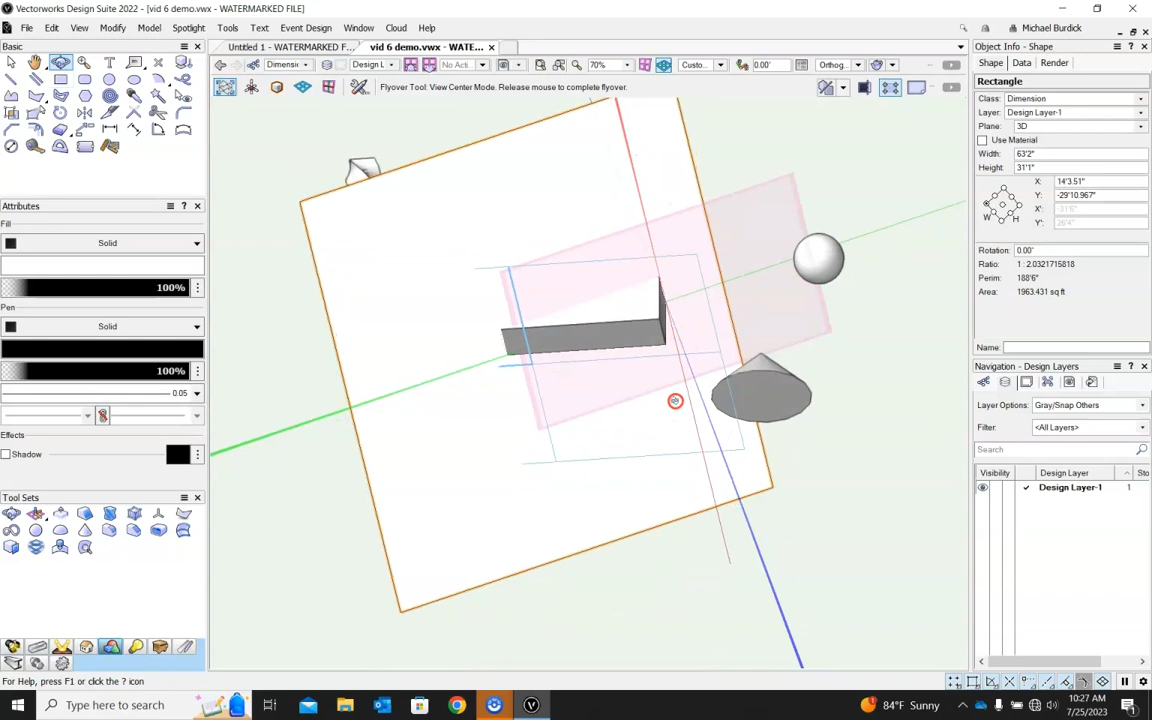 Vectorworks Design Suite 2022 - [vid 6 demo.vwx - WATERMARKED FILE]
File Edit View Modify Model Spotlight Tools Text Event Design Window Cloud Help
Michael Burdick
Basic
Untitled 1 - WATERMARKED F...
vid 6 demo.vwx - WATE...
Dimensi
Design L
No Acti
70%
Custo...
0.00'
Orthog...
Flyover Tool: View Center Mode. Release mouse to complete flyover.
Attributes
Fill
Solid
100%
Pen
Solid
100%
0.05
Effects
Shadow
Tool Sets
Object Info - Shape
Shape Data Render
Rectangle
Class: Dimension
Layer: Design Layer-1
Plane: 3D
Use Material
Width: 63'2"
Height: 31'1"
X: 14'3.51"
Y: -29'10.967"
X': -31'6"
Y': 26'4"
W H
Rotation: 0.00'
Ratio: 1 : 2.0321715818
Perim: 188'6"
Area: 1963.431 sq ft
Name:
Navigation - Design Layers
Layer Options: Gray/Snap Others
Filter: <All Layers>
Search
Visibility Design Layer # Sto
Design Layer-1 1
For Help, press F1 or click the ? icon
Type here to search
84°F Sunny
10:27 AM
7/25/2023